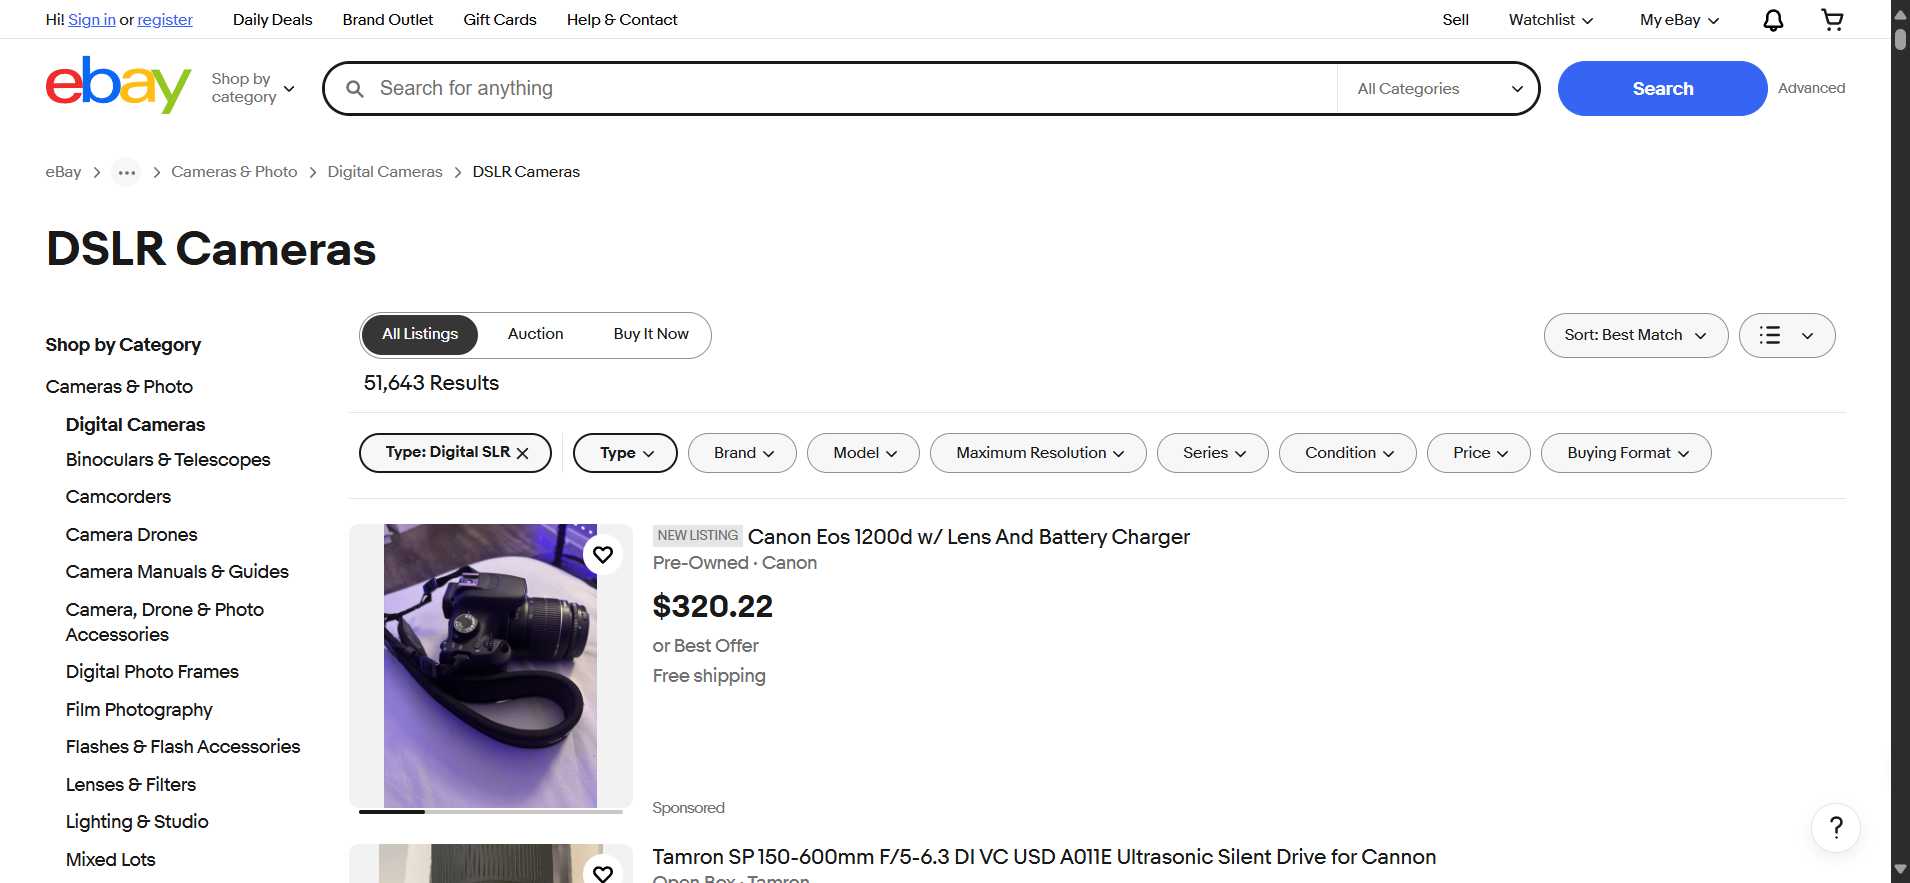 Hi! Sign in or register
Daily Deals
Brand Outlet
Gift Cards
Help & Contact
Sell
Watchlist
My eBay
ebay
Shop by category
Search for anything
All Categories
Search
Advanced
eBay
Cameras & Photo
Digital Cameras
DSLR Cameras
DSLR Cameras
Shop by Category
Cameras & Photo
Digital Cameras
Binoculars & Telescopes
Camcorders
Camera Drones
Camera Manuals & Guides
Camera, Drone & Photo
Accessories
Digital Photo Frames
Film Photography
Flashes & Flash Accessories
Lenses & Filters
Lighting & Studio
Mixed Lots
All Listings
Auction
Buy It Now
Sort: Best Match
51,643 Results
Type: Digital SLR
Type
Brand
Model
Maximum Resolution
Series
Condition
Price
Buying Format
NEW LISTING Canon Eos 1200d w/ Lens And Battery Charger
Pre-Owned · Canon
$320.22
or Best Offer
Free shipping
Sponsored
Tamron SP 150-600mm F/5-6.3 DI VC USD A011E Ultrasonic Silent Drive for Cannon
Open Box · Tamron
?